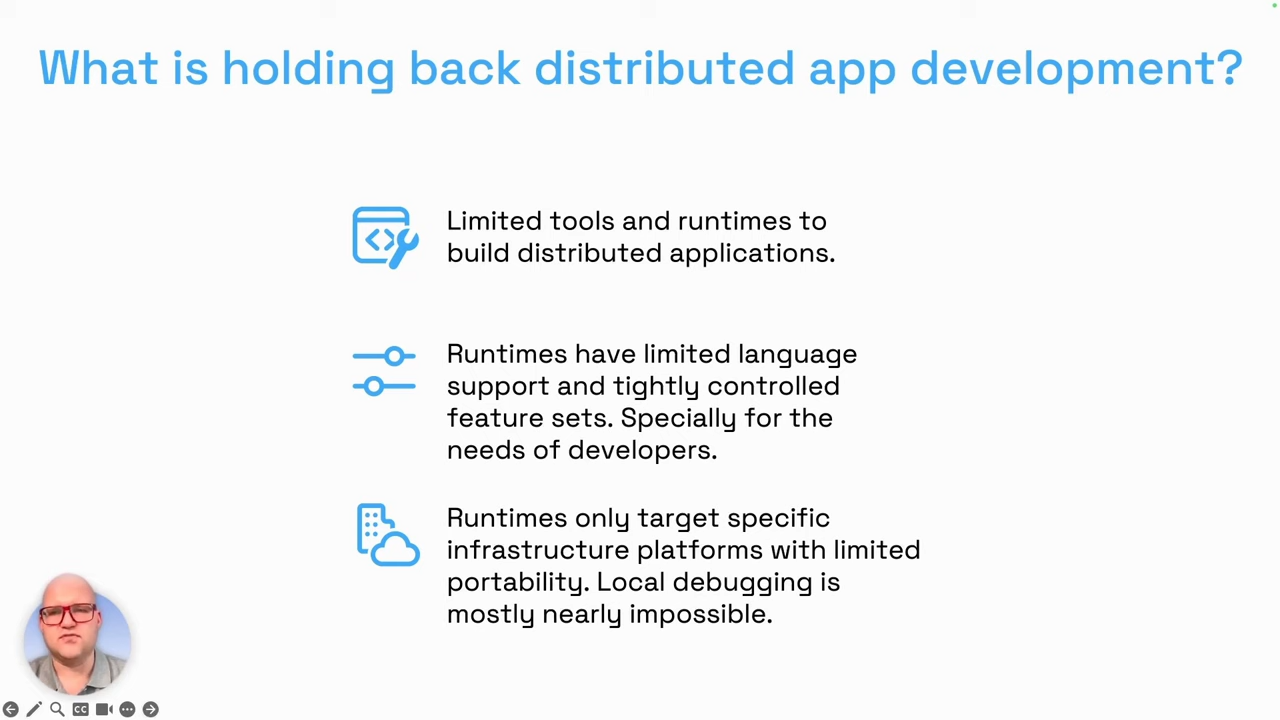 What is holding back distributed app development?
Limited tools and runtimes to
build distributed applications.
Runtimes have limited language
support and tightly controlled
feature sets. Specially for the
needs of developers.
Runtimes only target specific
infrastructure platforms with limited
portability. Local debugging is
mostly nearly impossible.
CC